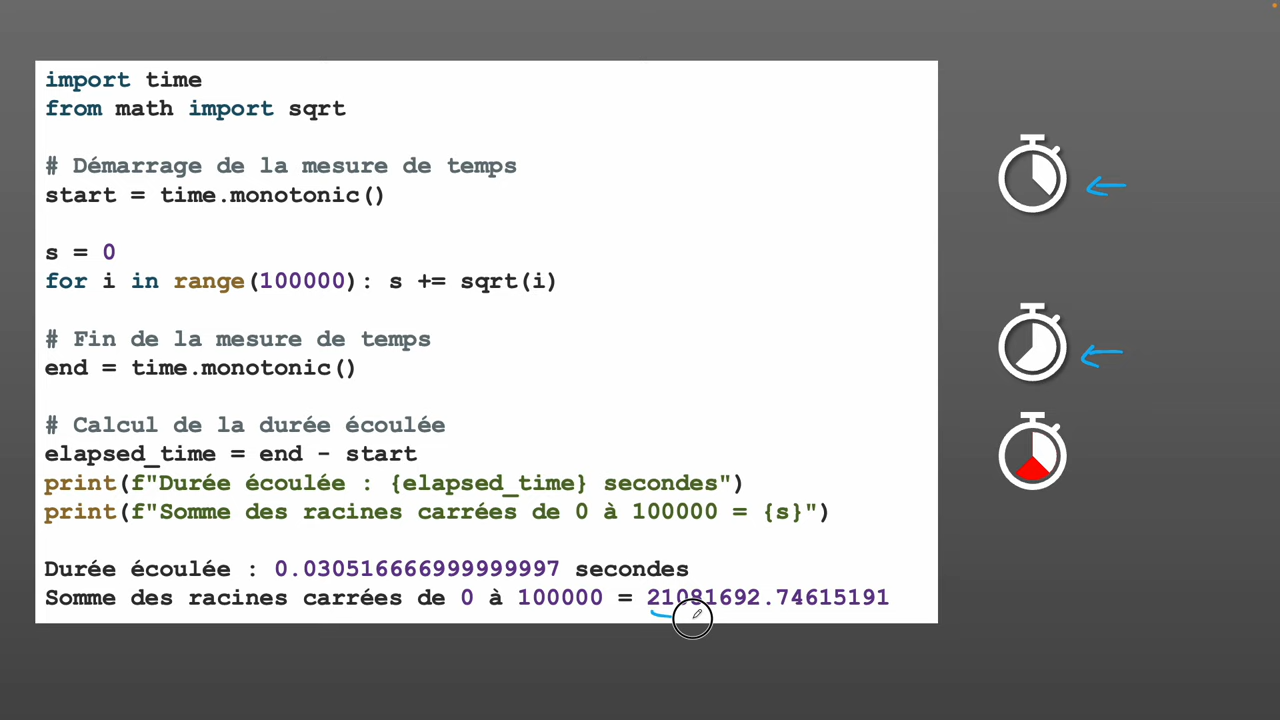 import time
from math import sqrt
# Démarrage de la mesure de temps
start = time.monotonic()
s = 0
for i in range(100000): s += sqrt(i)
# Fin de la mesure de temps
end = time.monotonic()
# Calcul de la durée écoulée
elapsed_time = end - start
print(f"Durée écoulée : {elapsed_time} secondes")
print(f"Somme des racines carrées de 0 à 100000 = {s}")
Durée écoulée : 0.030516666999999997 secondes
Somme des racines carrées de 0 à 100000 = 21081692.74615191